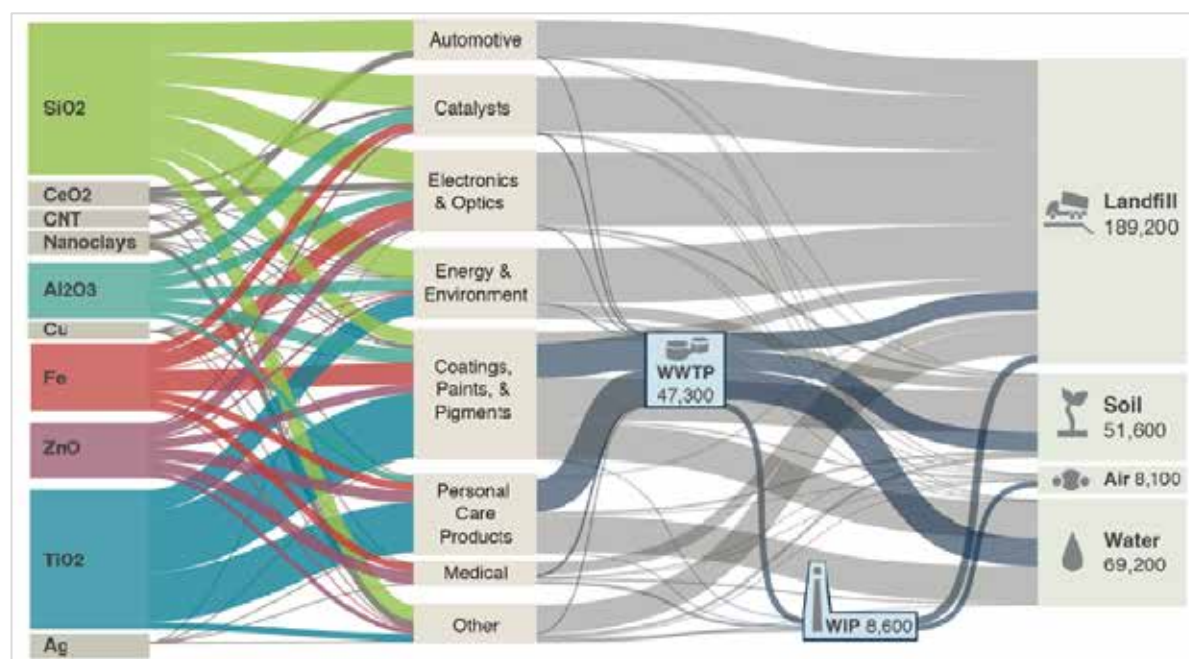 SiO2
CeO2
CNT
Nanoclays
Al2O3
Cu
Fe
ZnO
TiO2
Ag
Automotive
Catalysts
Electronics
& Optics
Energy &
Environment
Coatings,
Paints, &
Pigments
Personal
Care
Products
Medical
Other
WWTP
47,300
WIP 8,600
Landfill
189,200
Soil
51,600
Air 8,100
Water
69,200